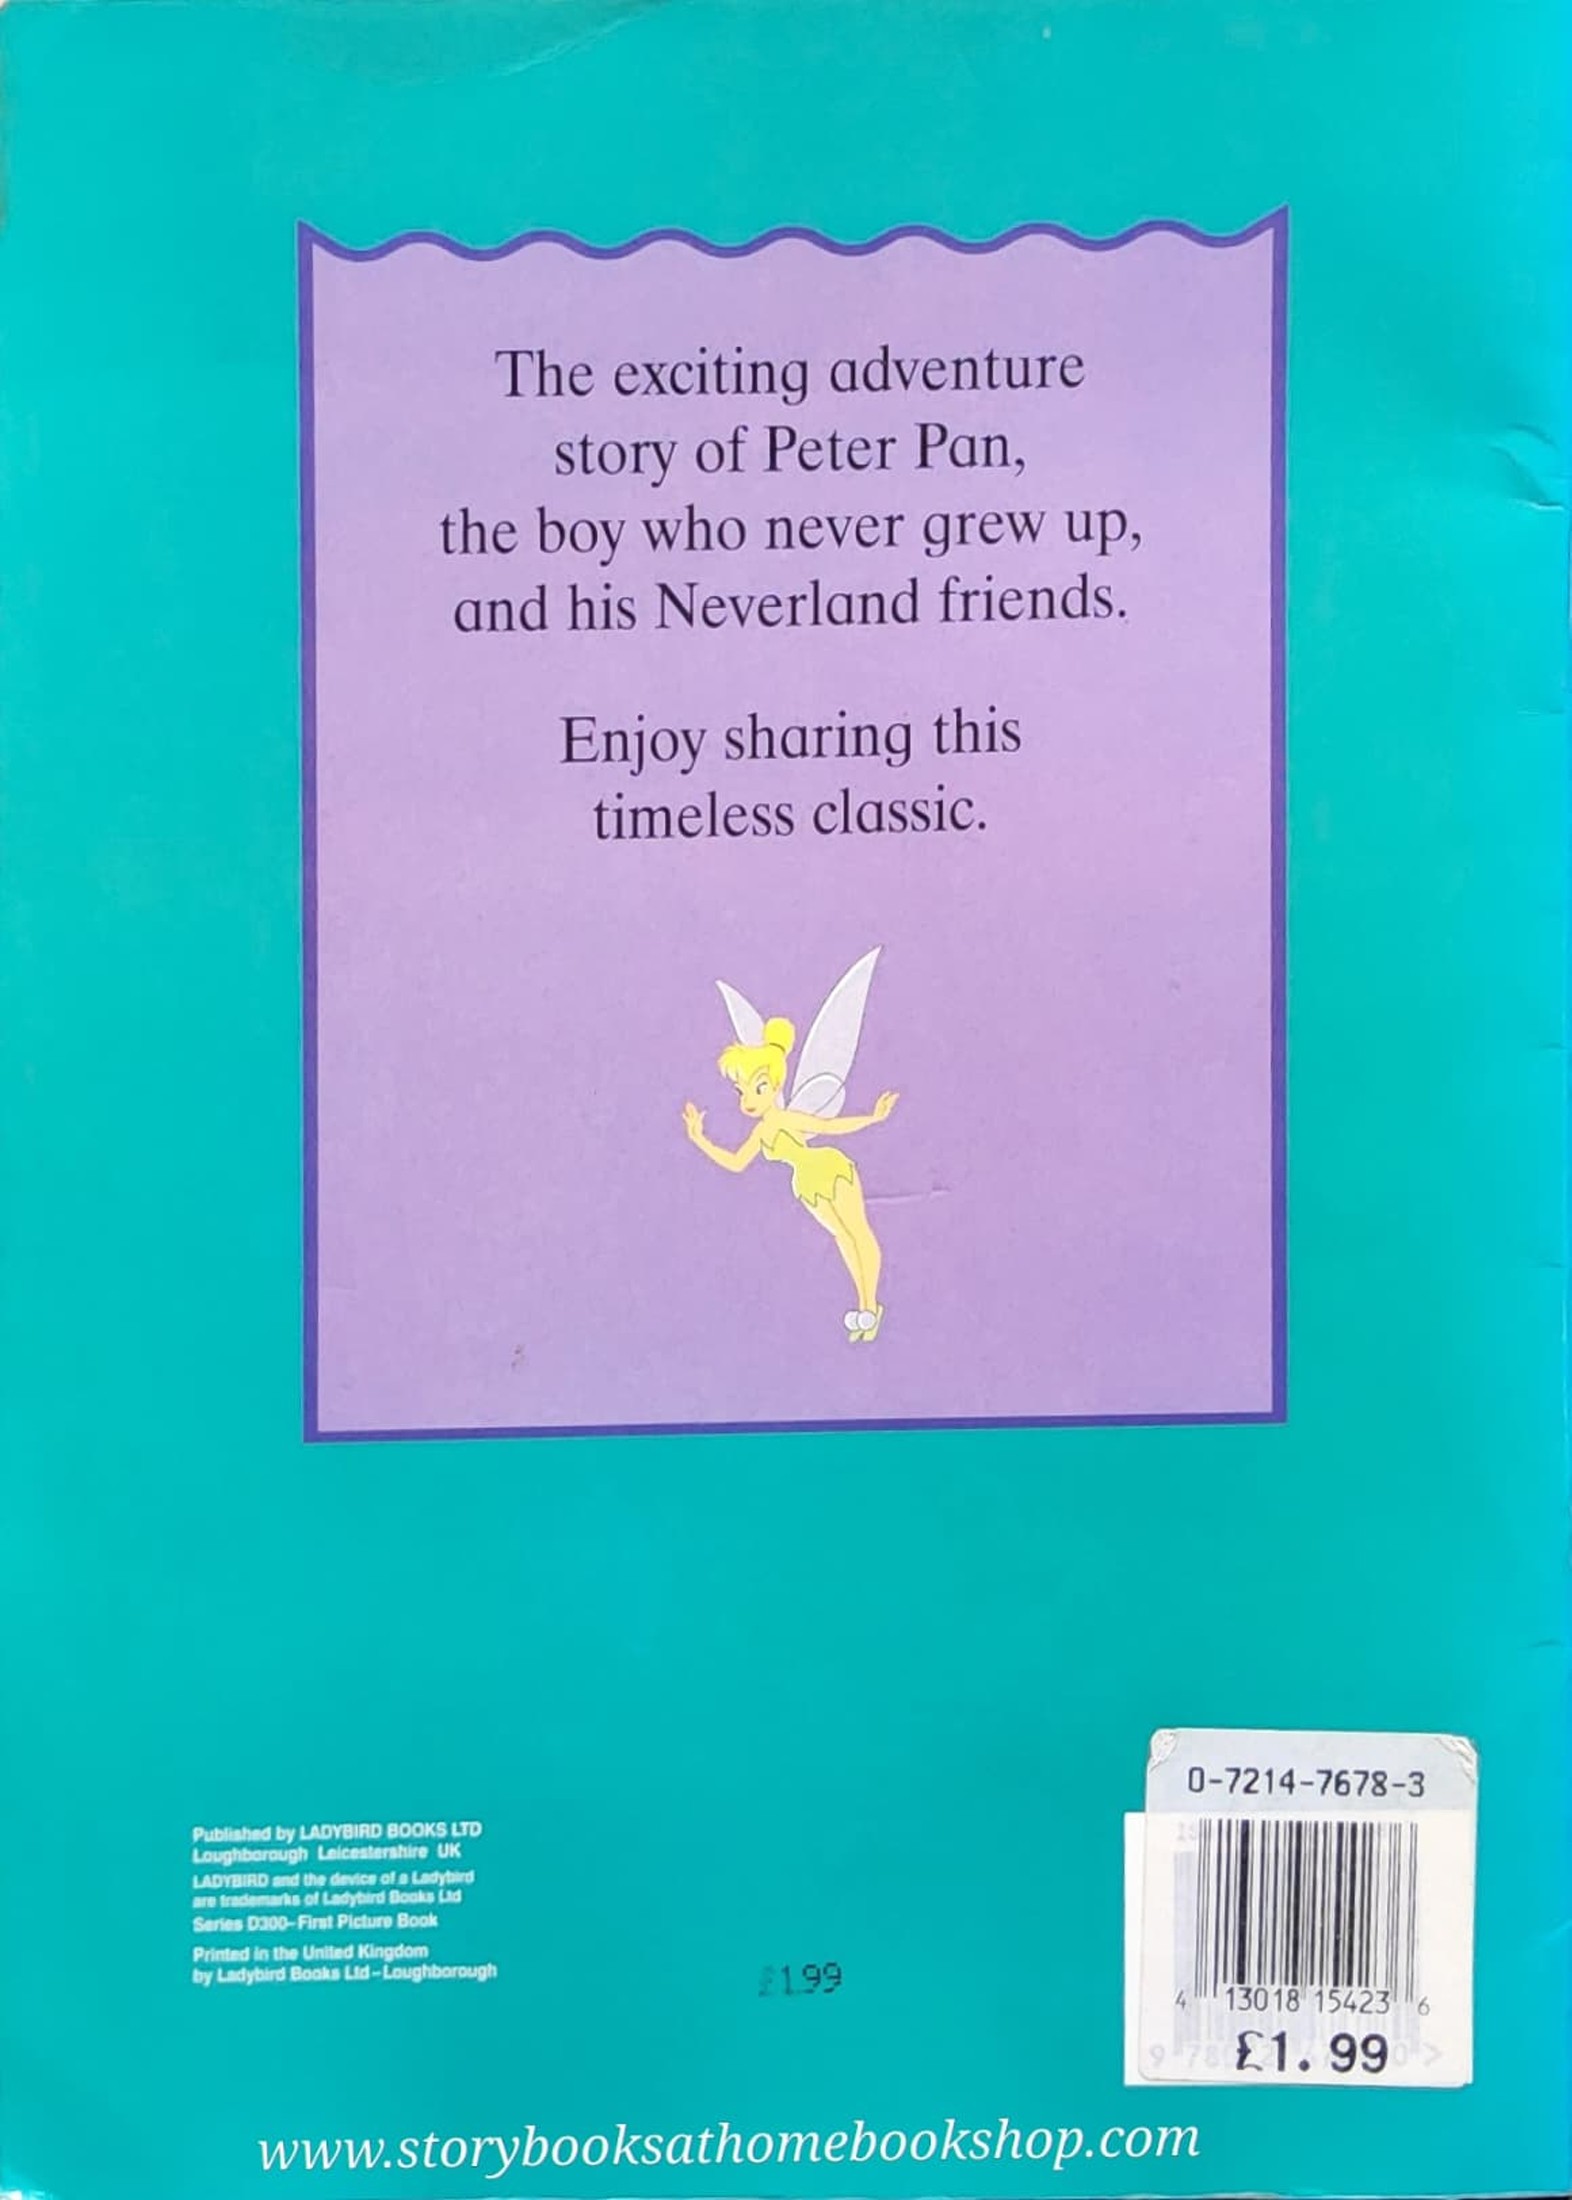 The exciting adventure
story of Peter Pan,
the boy who never grew up,
and his Neverland friends.
Enjoy sharing this
timeless classic.
Published by LADYBIRD BOOKS LTD
Loughborough Leicestershire UK
LADYBIRD and the device of a Ladybird
are trademarks of Ladybird Books Ltd
Series D300-First Picture Book
Printed in the United Kingdom
by Ladybird Books Ltd-Loughborough
£1.99
0-7214-7678-3
4 13018 15423 6
£1.99
www.storybooksathomebookshop.com